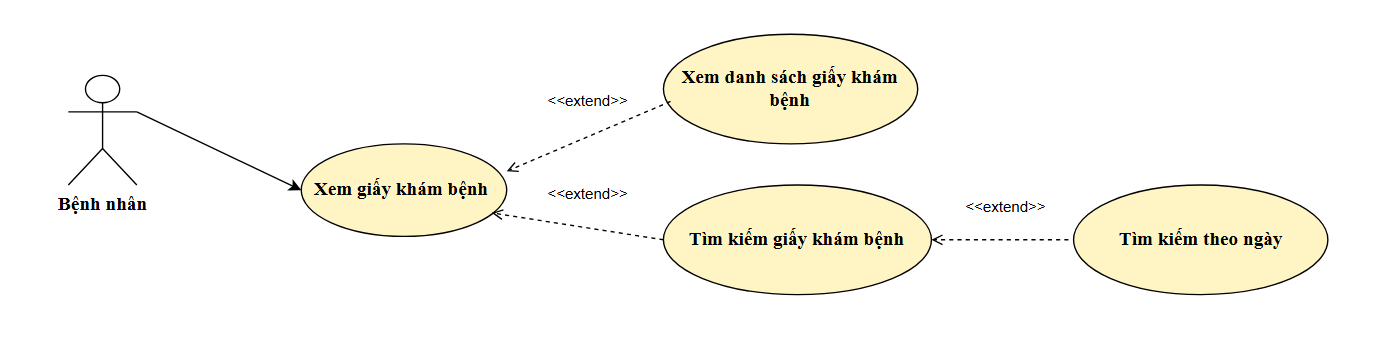 Bệnh nhân
Xem giấy khám bệnh
<<extend>>
Xem danh sách giấy khám
bệnh
<<extend>>
Tìm kiếm giấy khám bệnh
<<extend>>
Tìm kiếm theo ngày